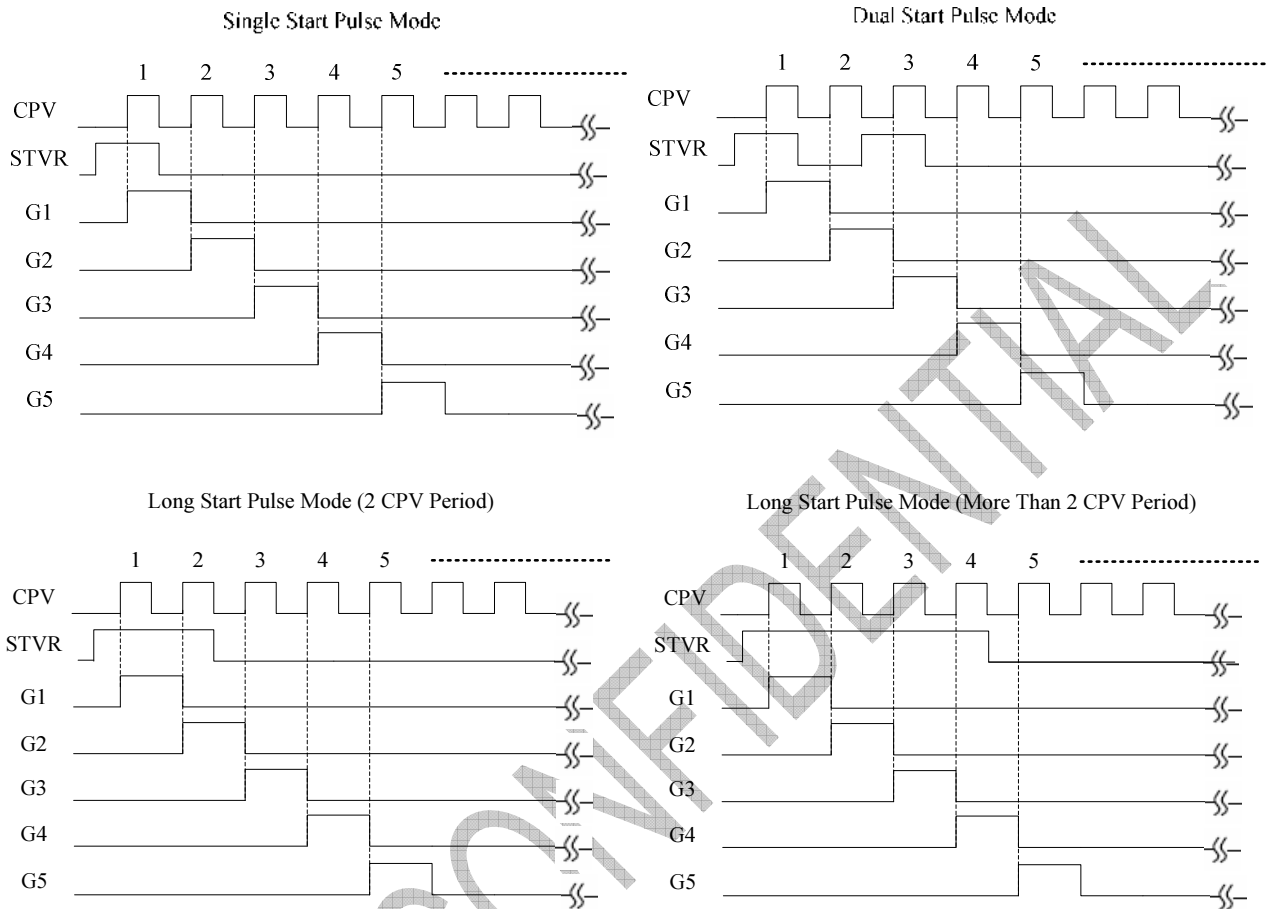 Single Start Pulse Mode
1 2 3 4 5
CPV
STVR
G1
G2
G3
G4
G5
Dual Start Pulse Mode
1 2 3 4 5
CPV
STVR
G1
G2
G3
G4
G5
Long Start Pulse Mode (2 CPV Period)
1 2 3 4 5
CPV
STVR
G1
G2
G3
G4
G5
Long Start Pulse Mode (More Than 2 CPV Period)
1 2 3 4 5
CPV
STVR
G1
G2
G3
G4
G5
CONFIDENTIAL